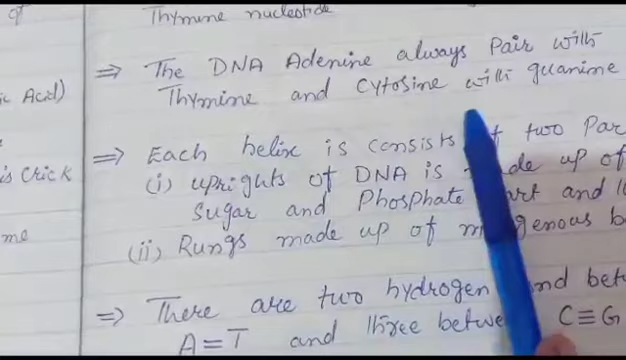 of
Thymine nucleotide
⇒ The DNA Adenine always Pair with
Acid)
Thymine and Cytosine with guanine
⇒ Each helix is consists two Par
is Crick
(i) uprights of DNA is up of
Sugar and Phosphate and
me
(ii) Rungs made up of
⇒ There are two hydrogen bet
A=T and three C≡G